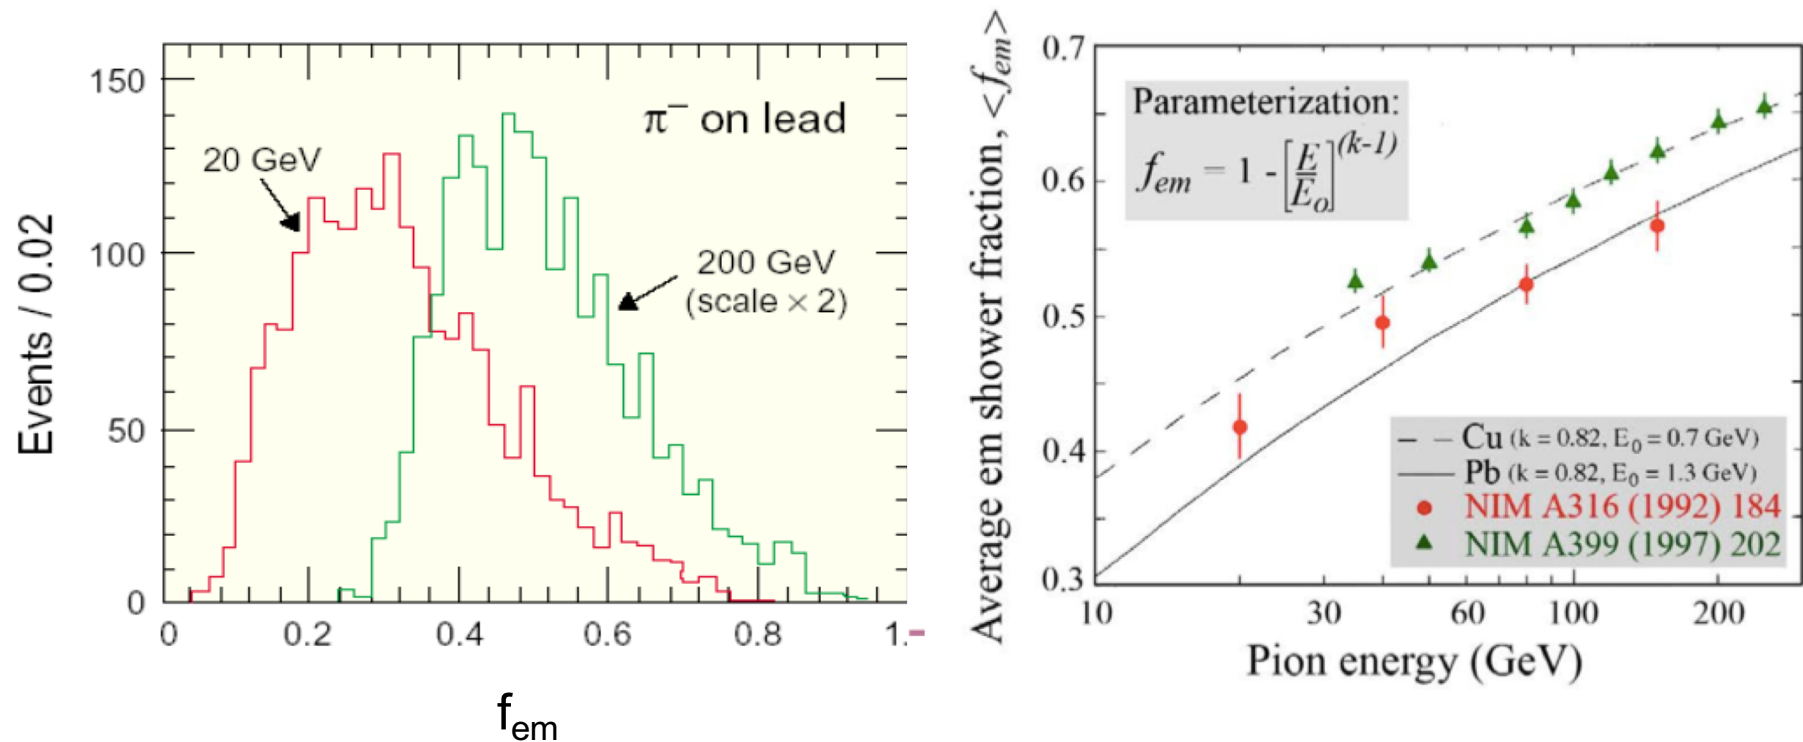 Events / 0.02
150
100
50
0
π⁻ on lead
20 GeV
200 GeV
(scale × 2)
0 0.2 0.4 0.6 0.8 1.
f_em
Average em shower fraction, <f_em>
0.7
0.6
0.5
0.4
0.3
Parameterization:
f_em = 1 - [E/E_o]^(k-1)
Cu (k = 0.82, E_0 = 0.7 GeV)
Pb (k = 0.82, E_0 = 1.3 GeV)
NIM A316 (1992) 184
NIM A399 (1997) 202
10 30 60 100 200
Pion energy (GeV)